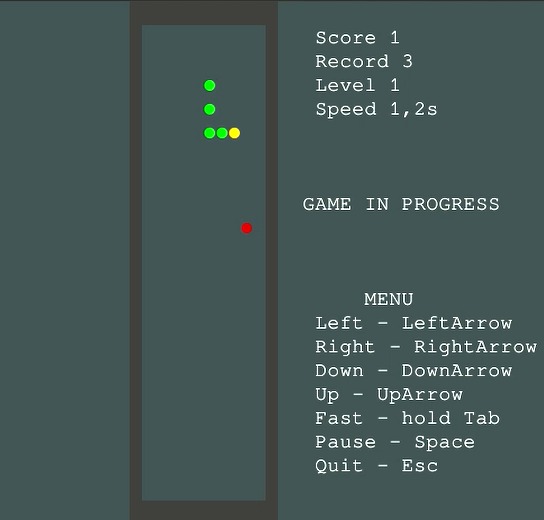 Score 1
Record 3
Level 1
Speed 1,2s
GAME IN PROGRESS
MENU
Left - LeftArrow
Right - RightArrow
Down - DownArrow
Up - UpArrow
Fast - hold Tab
Pause - Space
Quit - Esc